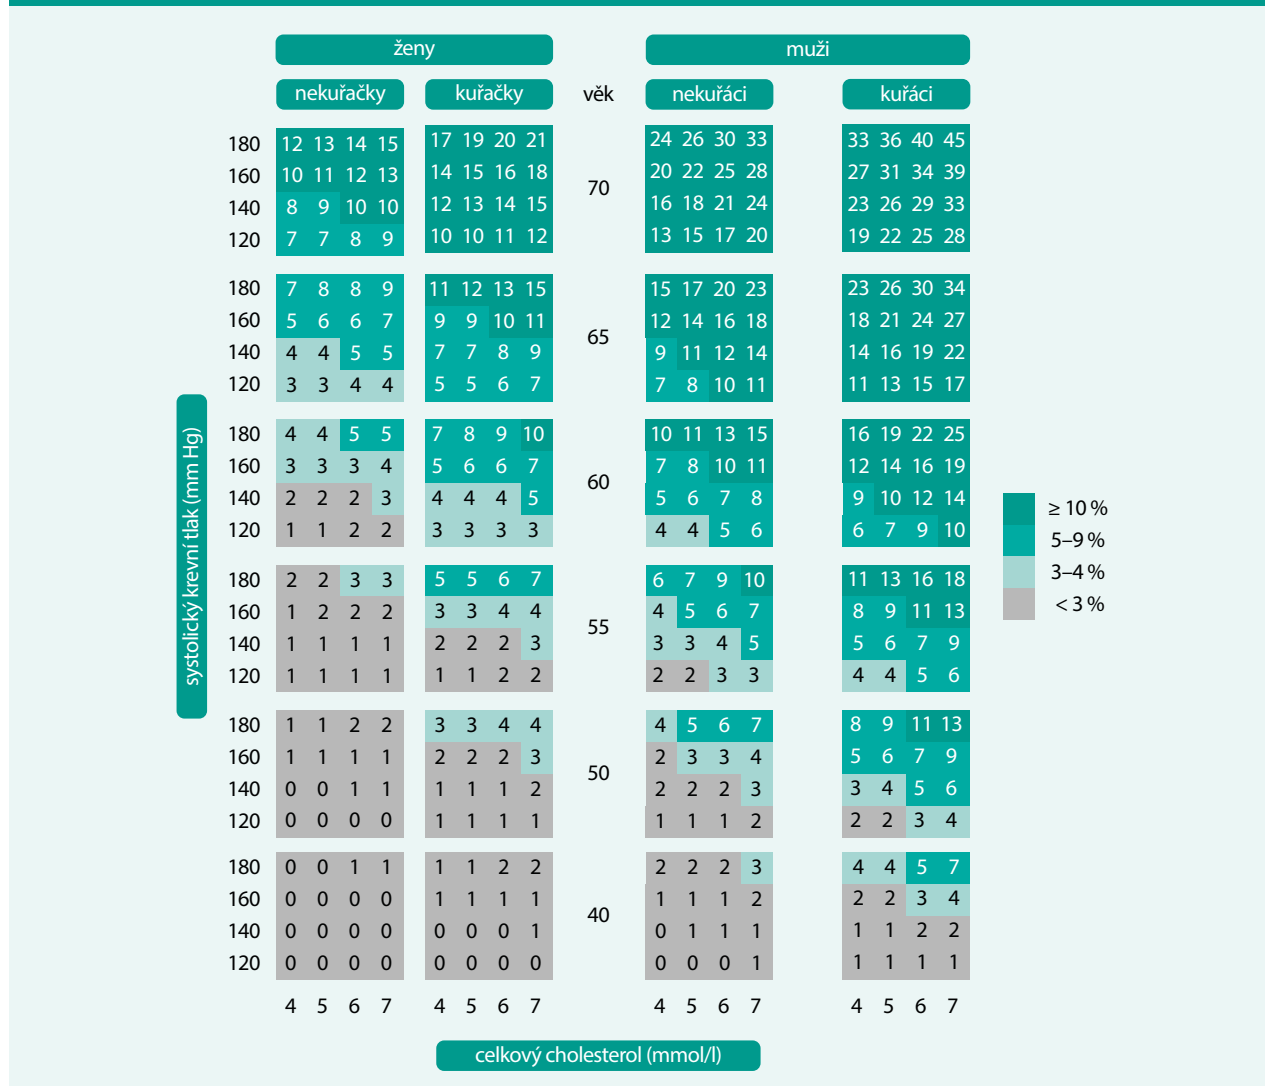 ženy muži
nekuřačky kuřačky věk nekuřáci kuřáci
180 12 13 14 15 17 19 20 21 24 26 30 33 33 36 40 45
160 10 11 12 13 14 15 16 18 20 22 25 28 27 31 34 39
70
140 8 9 10 10 12 13 14 15 16 18 21 24 23 26 29 33
120 7 7 8 9 10 10 11 12 13 15 17 20 19 22 25 28
180 7 8 8 9 11 12 13 15 15 17 20 23 23 26 30 34
160 5 6 6 7 9 9 10 11 12 14 16 18 18 21 24 27
65
140 4 4 5 5 7 7 8 9 9 11 12 14 14 16 19 22
120 3 3 4 4 5 5 6 7 7 8 10 11 11 13 15 17
180 4 4 5 5 7 8 9 10 10 11 13 15 16 19 22 25
160 3 3 3 4 5 6 6 7 7 8 10 11 12 14 16 19
60
140 2 2 2 3 4 4 4 5 5 6 7 8 9 10 12 14
120 1 1 2 2 3 3 3 3 4 4 5 6 6 7 9 10
180 2 2 3 3 5 5 6 7 6 7 9 10 11 13 16 18
160 1 2 2 2 3 3 4 4 4 5 6 7 8 9 11 13
55
140 1 1 1 1 2 2 2 3 3 3 4 5 5 6 7 9
120 1 1 1 1 1 1 2 2 2 2 3 3 4 4 5 6
180 1 1 2 2 3 3 4 4 4 5 6 7 8 9 11 13
160 1 1 1 1 2 2 2 3 2 3 3 4 5 6 7 9
50
140 0 0 1 1 1 1 1 2 2 2 2 3 3 4 5 6
120 0 0 0 0 1 1 1 1 1 1 1 2 2 2 3 4
180 0 0 1 1 1 1 2 2 2 2 2 3 4 4 5 7
160 0 0 0 0 1 1 1 1 1 1 1 2 2 2 3 4
40
140 0 0 0 0 0 0 0 1 0 1 1 1 1 1 2 2
120 0 0 0 0 0 0 0 0 0 0 0 1 1 1 1 1
4 5 6 7 4 5 6 7 4 5 6 7 4 5 6 7
celkový cholesterol (mmol/l)
systolický krevní tlak (mm Hg)
≥ 10 %
5–9 %
3–4 %
< 3 %